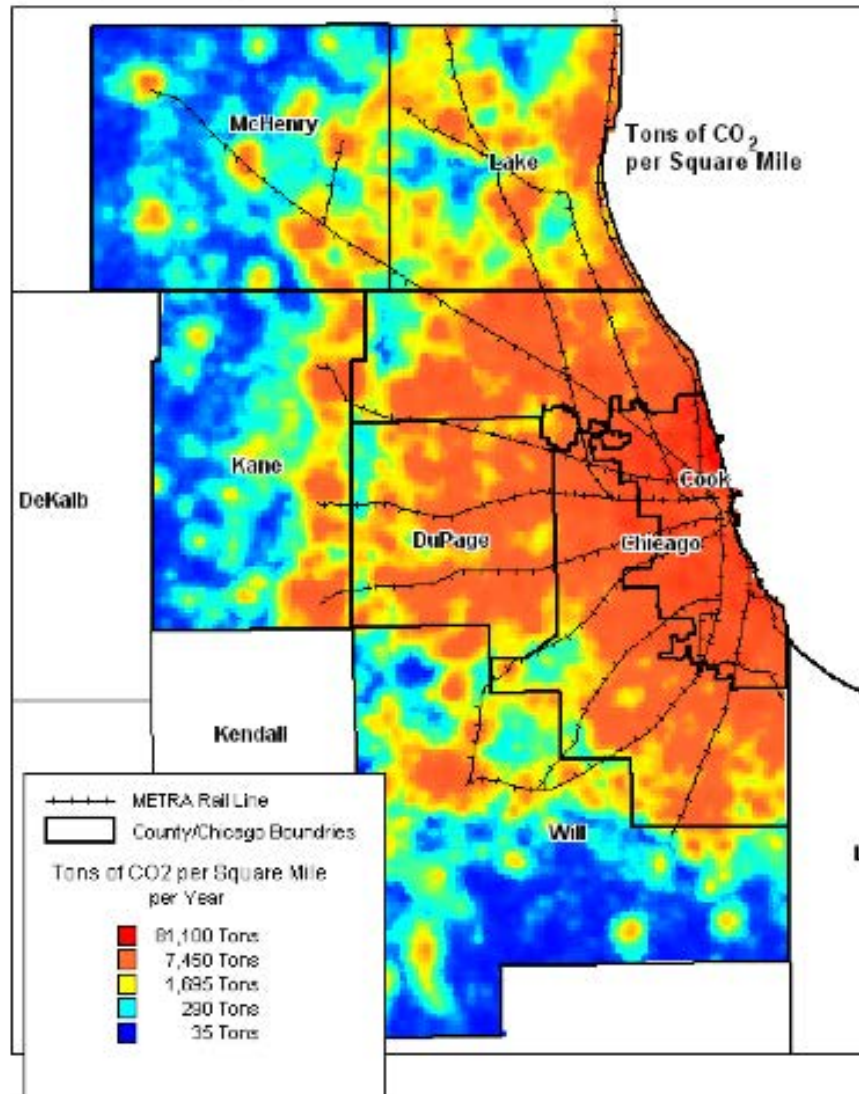 McHenry
Lake
Tons of CO2
per Square Mile
Kane
Cook
DeKalb
DuPage
Chicago
Kendall
Will
METRA Rail Line
County/Chicago Boundries
Tons of CO2 per Square Mile
per Year
81,100 Tons
7,450 Tons
1,695 Tons
290 Tons
35 Tons